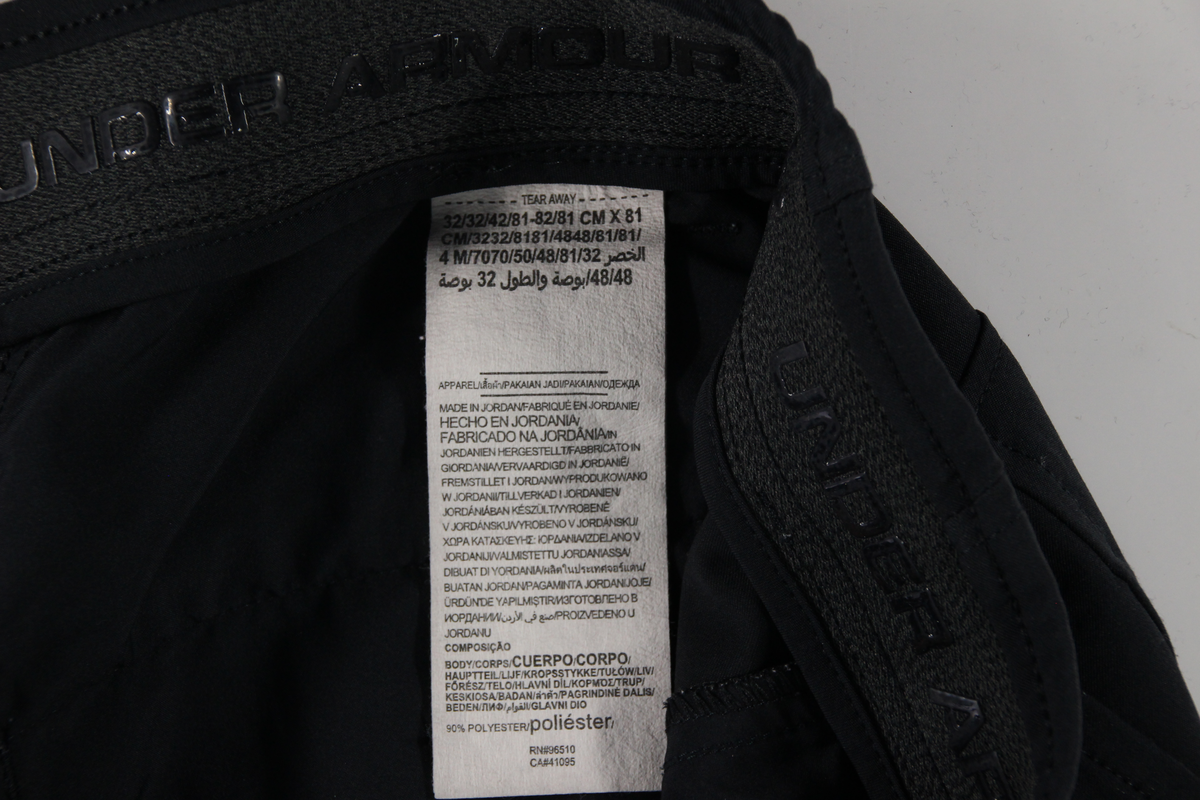 UNDER ARMOUR
TEAR AWAY
32/32/42/81-82/81 CM X 81
CM/3232/8181/4848/81/81/
4 M/7070/50/48/81/32 الخصر
48/48/بوصة والطول 32 بوصة
APPAREL/เสื้อผ้า/PAKAIAN JADI/PAKAIAN/ОДЕЖДА
MADE IN JORDAN/FABRIQUÉ EN JORDANIE/
HECHO EN JORDANIA/
FABRICADO NA JORDÂNIA/IN
JORDANIEN HERGESTELLT/FABBRICATO IN
GIORDANIA/VERVAARDIGD IN JORDANIË/
FREMSTILLET I JORDAN/WYPRODUKOWANO
W JORDANII/TILLVERKAD I JORDANIEN/
JORDÁNIÁBAN KÉSZÜLT/VYROBENĚ
V JORDÁNSKU/VYROBENO V JORDÁNSKU/
ΧΩΡΑ ΚΑΤΑΣΚΕΥΗΣ: ΙΟΡΔΑΝΙΑ/IZDELANO V
JORDANIJI/VALMISTETTU JORDANIASSA/
DIBUAT DI YORDANIA/ผลิตในประเทศจอร์แดน/
BUATAN JORDAN/PAGAMINTA JORDANIJOJE/
ÜRDÜN'DE YAPILMIŞTIR/ИЗГОТОВЛЕНО В
ИОРДАНИИ/صنع في الأردن/PROIZVEDENO U
JORDANU
COMPOSIÇÃO
BODY/CORPS/CUERPO/CORPO/
HAUPTTEIL/LIJF/KROPSSTYKKE/TUŁÓW/LIV/
FŐRÉSZ/TELO/HLAVNÍ DÍL/ΚΟΡΜΟΣ/TRUP/
KESKIOSA/BADAN/ลำตัว/PAGRINDINĖ DALIS/
BEDEN/ЛИФ/القوام/GLAVNI DIO
90% POLYESTER/poliéster/
RN#96510
CA#41095
UNDER AR